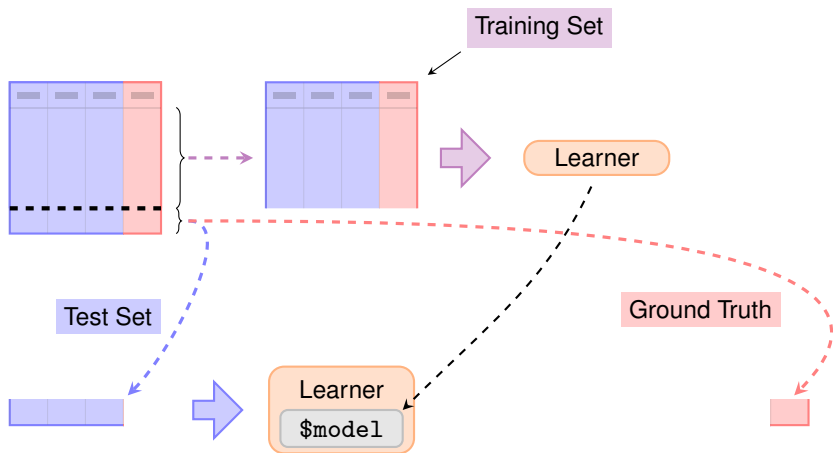 Training Set
Learner
Test Set
Ground Truth
Learner
$model